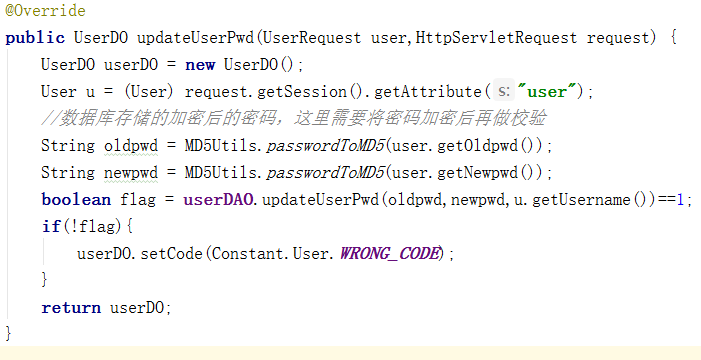 @Override
public UserDO updateUserPwd(UserRequest user,HttpServletRequest request) {
    UserDO userDO = new UserDO();
    User u = (User) request.getSession().getAttribute( s: "user");
    //数据库存储的加密后的密码，这里需要将密码加密后再做校验
    String oldpwd = MD5Utils.passwordToMD5(user.getOldpwd());
    String newpwd = MD5Utils.passwordToMD5(user.getNewpwd());
    boolean flag = userDAO.updateUserPwd(oldpwd,newpwd,u.getUsername())==1;
    if(!flag){
        userDO.setCode(Constant.User.WRONG_CODE);
    }
    return userDO;
}